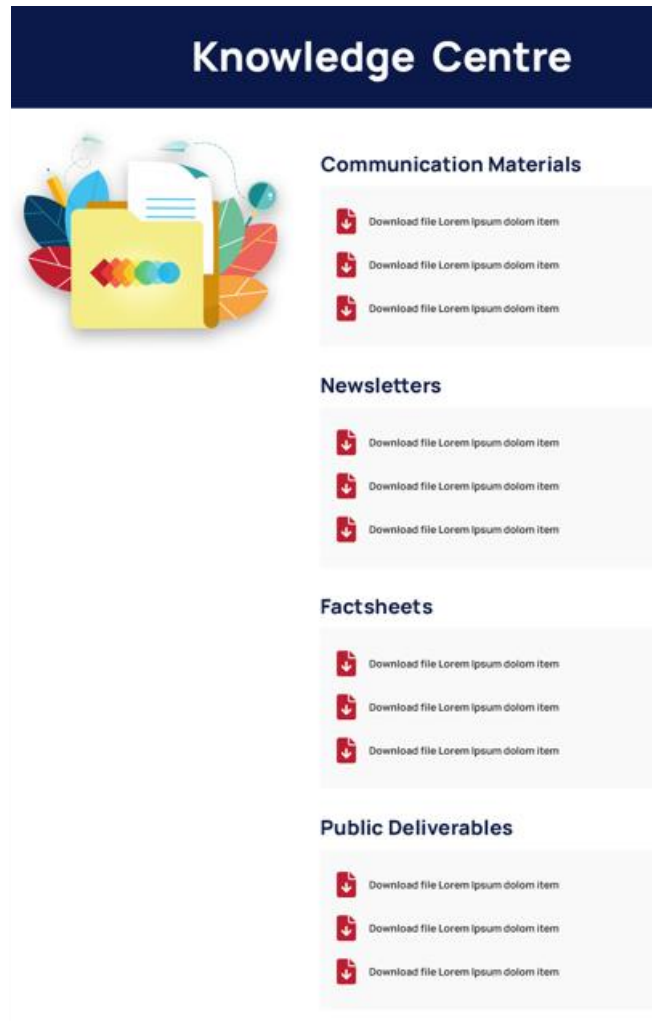 Knowledge Centre
Communication Materials
Download file Lorem Ipsum dolom item
Download file Lorem Ipsum dolom item
Download file Lorem Ipsum dolom item
Newsletters
Download file Lorem Ipsum dolom item
Download file Lorem Ipsum dolom item
Download file Lorem Ipsum dolom item
Factsheets
Download file Lorem Ipsum dolom item
Download file Lorem Ipsum dolom item
Download file Lorem Ipsum dolom item
Public Deliverables
Download file Lorem Ipsum dolom item
Download file Lorem Ipsum dolom item
Download file Lorem Ipsum dolom item